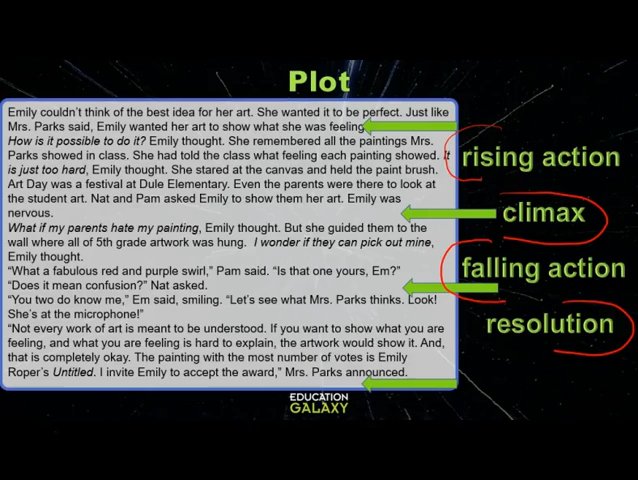 Plot
Emily couldn't think of the best idea for her art. She wanted it to be perfect. Just like
Mrs. Parks said, Emily wanted her art to show what she was feeling.
How is it possible to do it? Emily thought. She remembered all the paintings Mrs.
Parks showed in class. She had told the class what feeling each painting showed. It
is just too hard, Emily thought. She stared at the canvas and held the paint brush.
Art Day was a festival at Dule Elementary. Even the parents were there to look at
the student art. Nat and Pam asked Emily to show them her art. Emily was
nervous.
What if my parents hate my painting, Emily thought. But she guided them to the
wall where all of 5th grade artwork was hung. I wonder if they can pick out mine,
Emily thought.
"What a fabulous red and purple swirl," Pam said. "Is that one yours, Em?"
"Does it mean confusion?" Nat asked.
"You two do know me," Em said, smiling. "Let's see what Mrs. Parks thinks. Look!
She's at the microphone!"
"Not every work of art is meant to be understood. If you want to show what you are
feeling, and what you are feeling is hard to explain, the artwork would show it. And,
that is completely okay. The painting with the most number of votes is Emily
Roper's Untitled. I invite Emily to accept the award," Mrs. Parks announced.
rising action
climax
falling action
resolution
EDUCATION
GALAXY